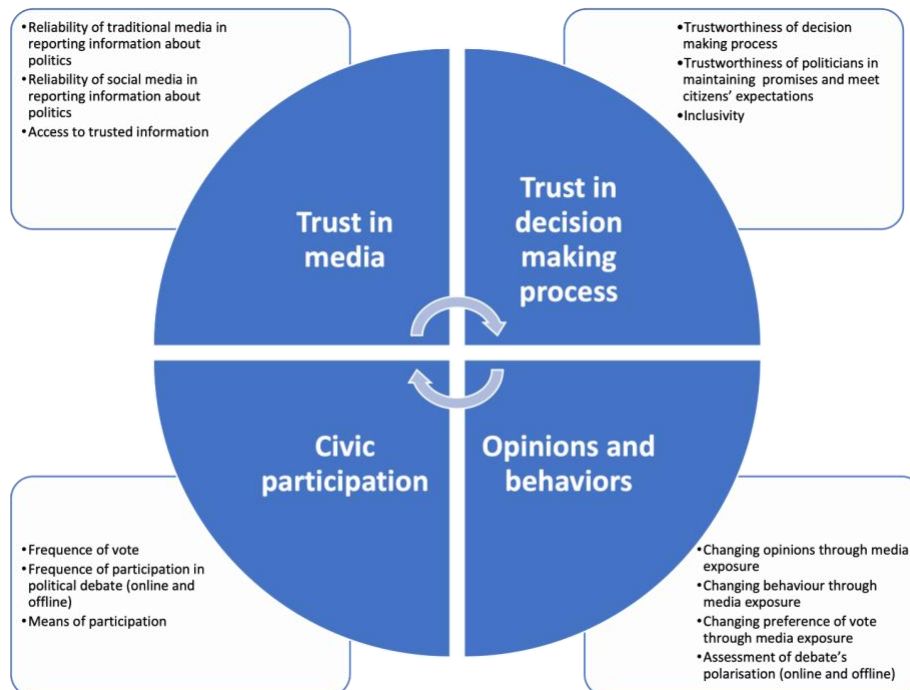 •Reliability of traditional media in
reporting information about
politics
•Reliability of social media in
reporting information about
politics
•Access to trusted information
•Trustworthiness of decision
making process
•Trustworthiness of politicians in
maintaining promises and meet
citizens' expectations
•Inclusivity
Trust in
media
Trust in
decision
making
process
Civic
participation
Opinions and
behaviors
•Frequence of vote
•Frequence of participation in
political debate (online and
offline)
•Means of participation
•Changing opinions through media
exposure
•Changing behaviour through
media exposure
•Changing preference of vote
through media exposure
•Assessment of debate's
polarisation (online and offline)